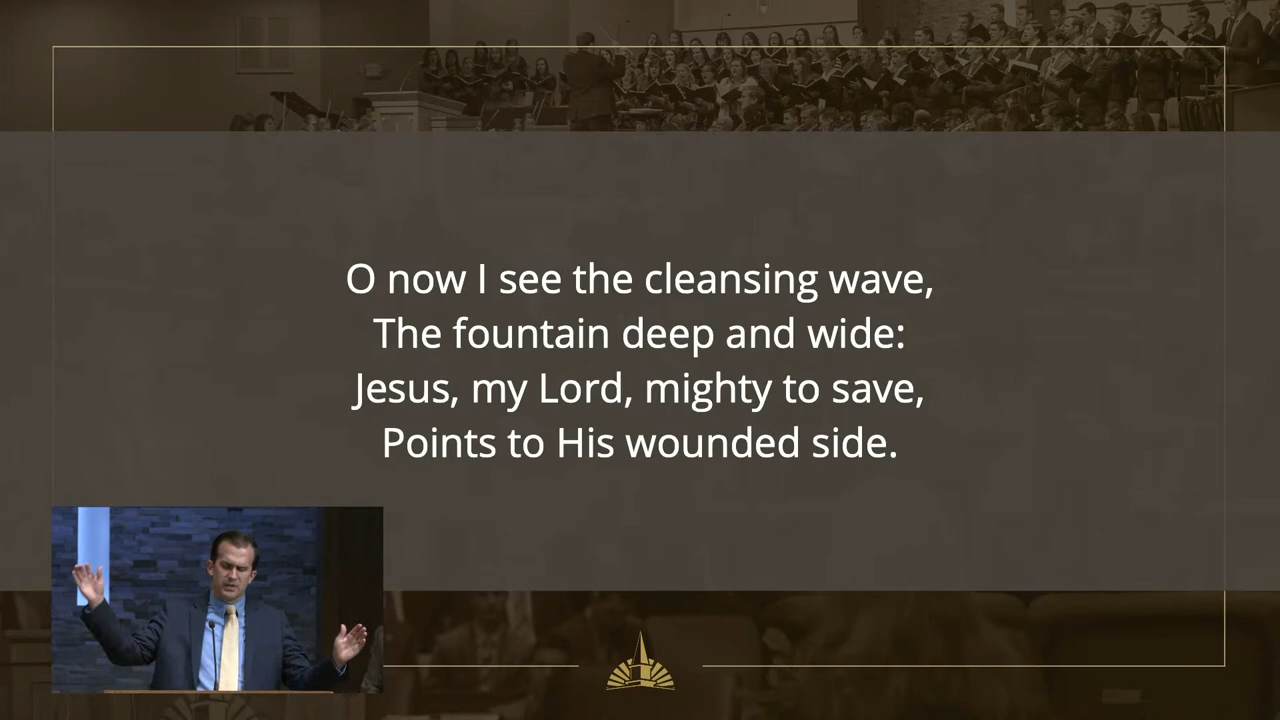 O now I see the cleansing wave,
The fountain deep and wide:
Jesus, my Lord, mighty to save,
Points to His wounded side.